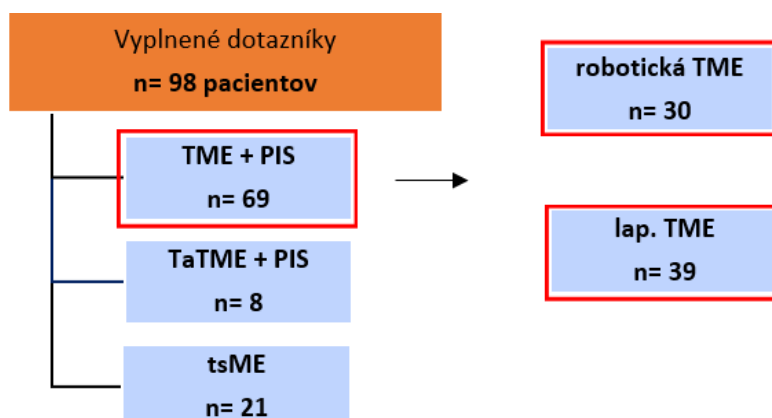 Vyplnené dotazníky
n= 98 pacientov
TME + PIS
n= 69
TaTME + PIS
n= 8
tsME
n= 21
robotická TME
n= 30
lap. TME
n= 39